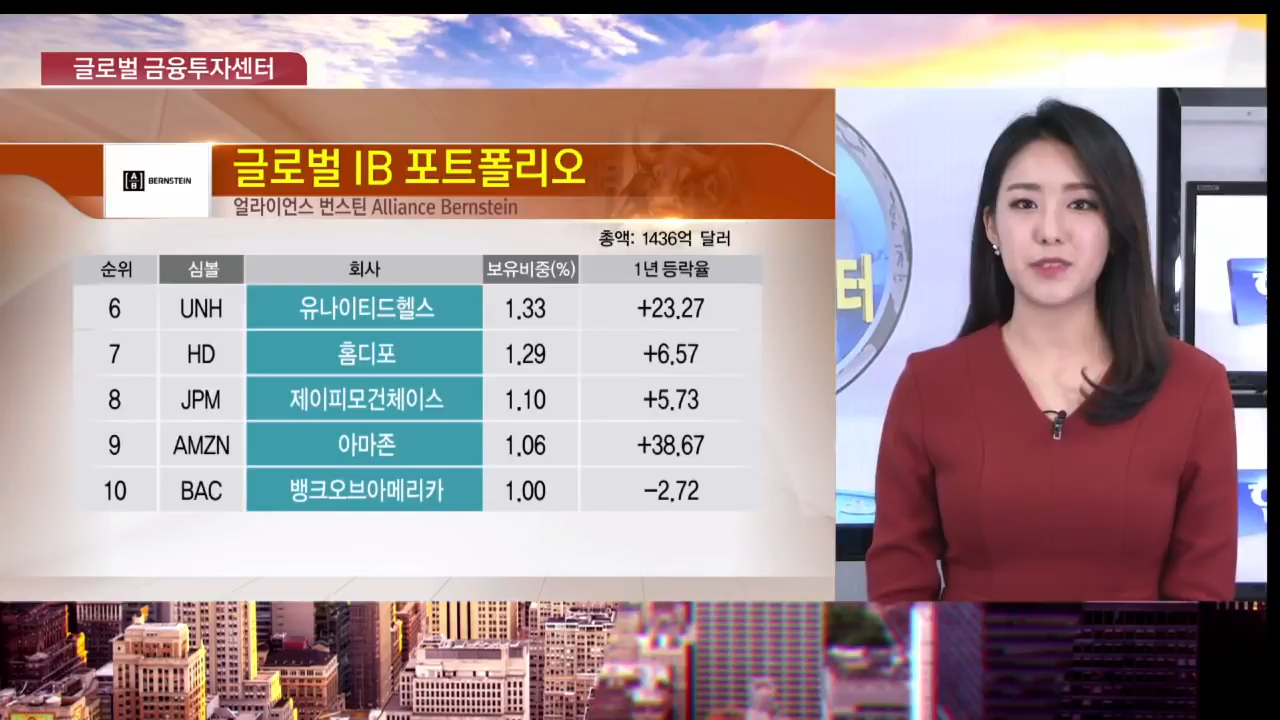 글로벌 금융투자센터
AB BERNSTEIN
글로벌 IB 포트폴리오
얼라이언스 번스틴 Alliance Bernstein
총액: 1436억 달러
순위 심볼 회사 보유비중(%) 1년 등락율
6 UNH 유나이티드헬스 1.33 +23.27
7 HD 홈디포 1.29 +6.57
8 JPM 제이피모건체이스 1.10 +5.73
9 AMZN 아마존 1.06 +38.67
10 BAC 뱅크오브아메리카 1.00 -2.72
터